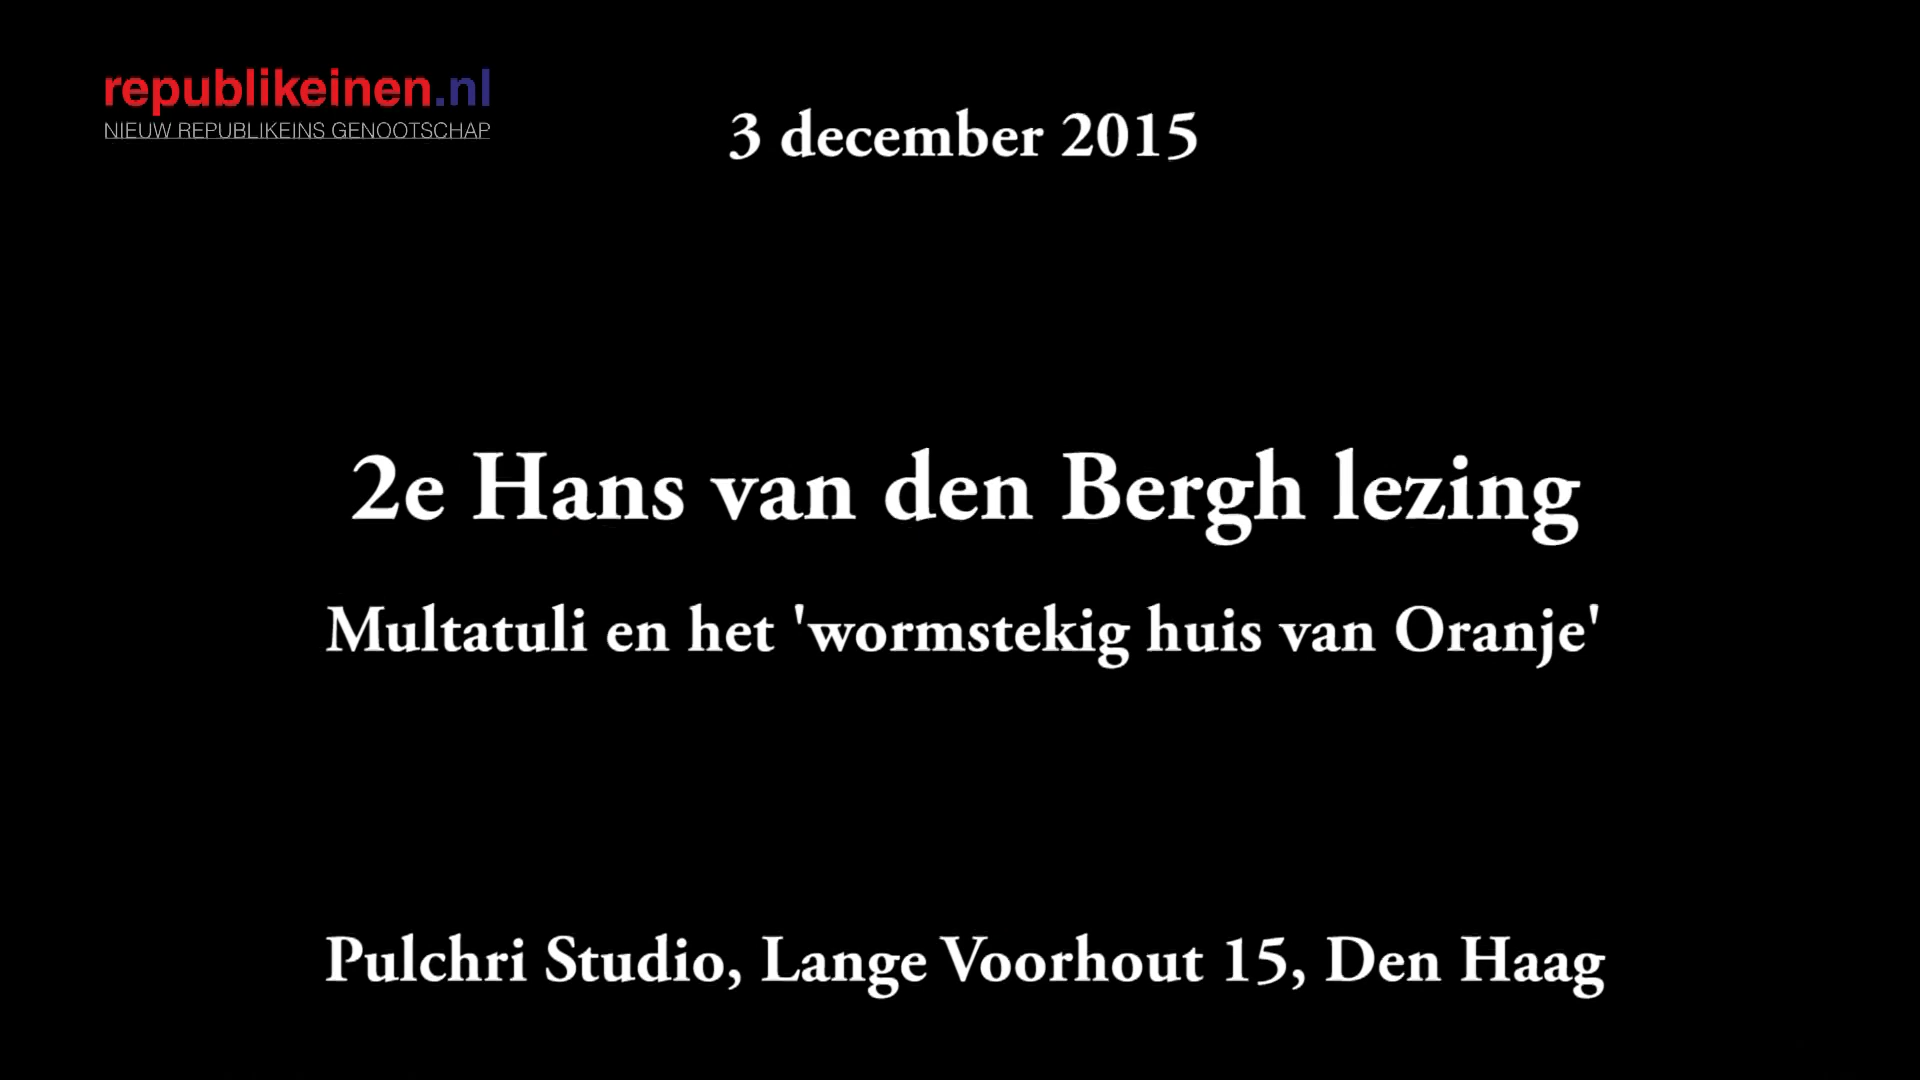 republikeinen.nl
NIEUW REPUBLIKEINS GENOOTSCHAP
3 december 2015
2e Hans van den Bergh lezing
Multatuli en het 'wormstekig huis van Oranje'
Pulchri Studio, Lange Voorhout 15, Den Haag